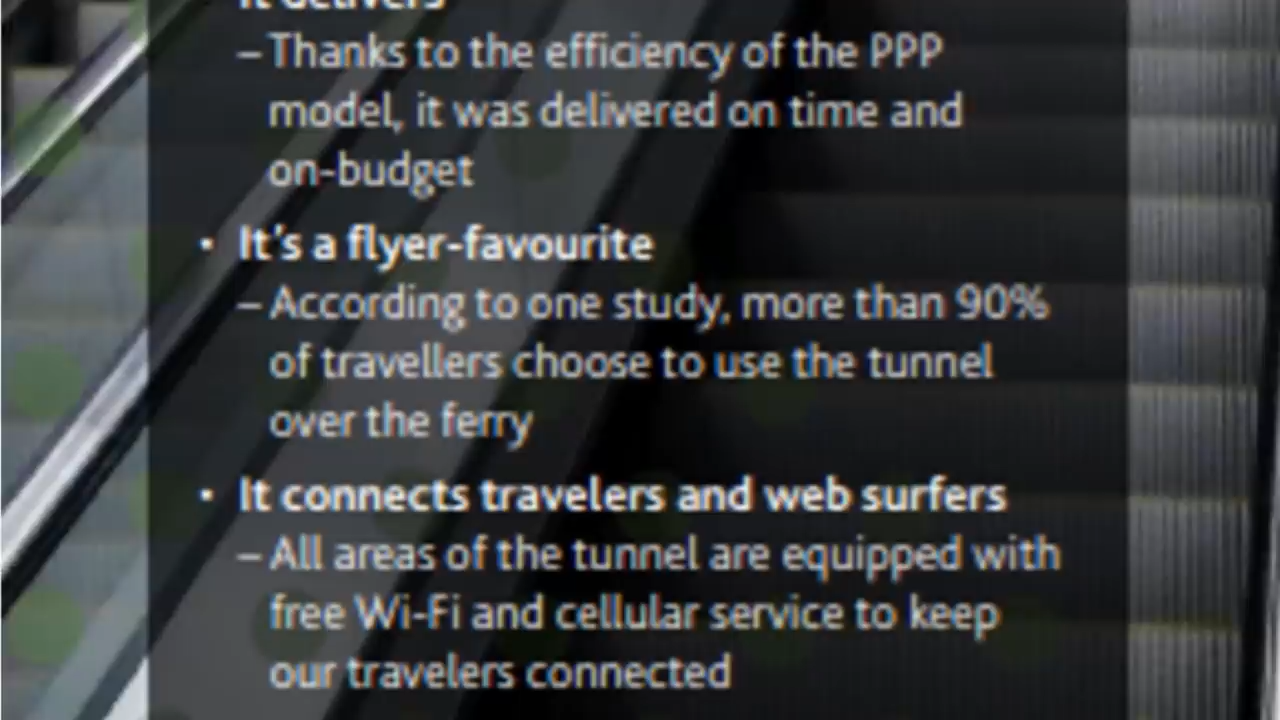 It delivers
– Thanks to the efficiency of the PPP
model, it was delivered on time and
on-budget
• It's a flyer-favourite
– According to one study, more than 90%
of travellers choose to use the tunnel
over the ferry
• It connects travelers and web surfers
– All areas of the tunnel are equipped with
free Wi-Fi and cellular service to keep
our travelers connected